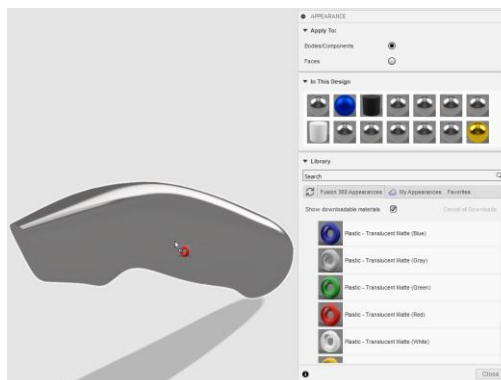 APPEARANCE
Apply To:
Bodies/Components
Faces
In This Design
Library
Search
Fusion 360 Appearances My Appearances Favorites
Show downloadable materials Cancel all Downloads
Plastic - Translucent Matte (Blue)
Plastic - Translucent Matte (Gray)
Plastic - Translucent Matte (Green)
Plastic - Translucent Matte (Red)
Plastic - Translucent Matte (White)
Close